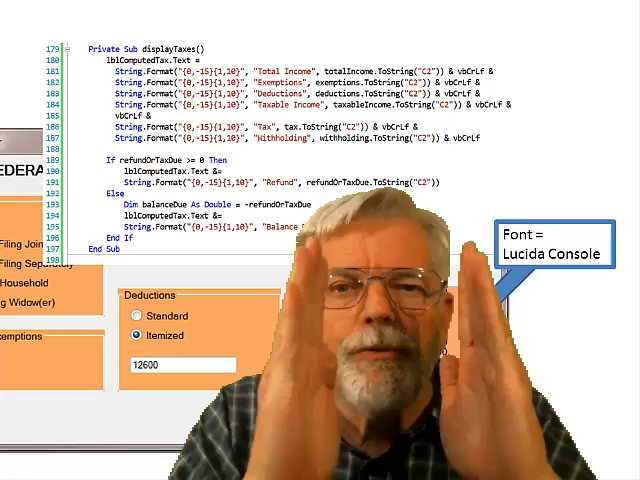 179 Private Sub displayTaxes()
180 lblComputedTax.Text =
181 String.Format("{0,-15}{1,10}", "Total Income", totalIncome.ToString("C2")) & vbCrLf &
182 String.Format("{0,-15}{1,10}", "Exemptions", exemptions.ToString("C2")) & vbCrLf &
183 String.Format("{0,-15}{1,10}", "Deductions", deductions.ToString("C2")) & vbCrLf &
184 String.Format("{0,-15}{1,10}", "Taxable Income", taxableIncome.ToString("C2")) & vbCrLf &
185 vbCrLf &
186 String.Format("{0,-15}{1,10}", "Tax", tax.ToString("C2")) & vbCrLf &
187 String.Format("{0,-15}{1,10}", "Withholding", withholding.ToString("C2")) & vbCrLf
188
189 If refundOrTaxDue >= 0 Then
190 lblComputedTax.Text &=
191 String.Format("{0,-15}{1,10}", "Refund", refundOrTaxDue.ToString("C2"))
192 Else
193 Dim balanceDue As Double = -refundOrTaxDue
194 lblComputedTax.Text &=
195 String.Format("{0,-15}{1,10}", "Balance
196 End If
197 End Sub
198
EDERA
Filing Join
Filing Separately
Household
g Widow(er)
xemptions
Deductions
Standard
Itemized
12600
Font =
Lucida Console